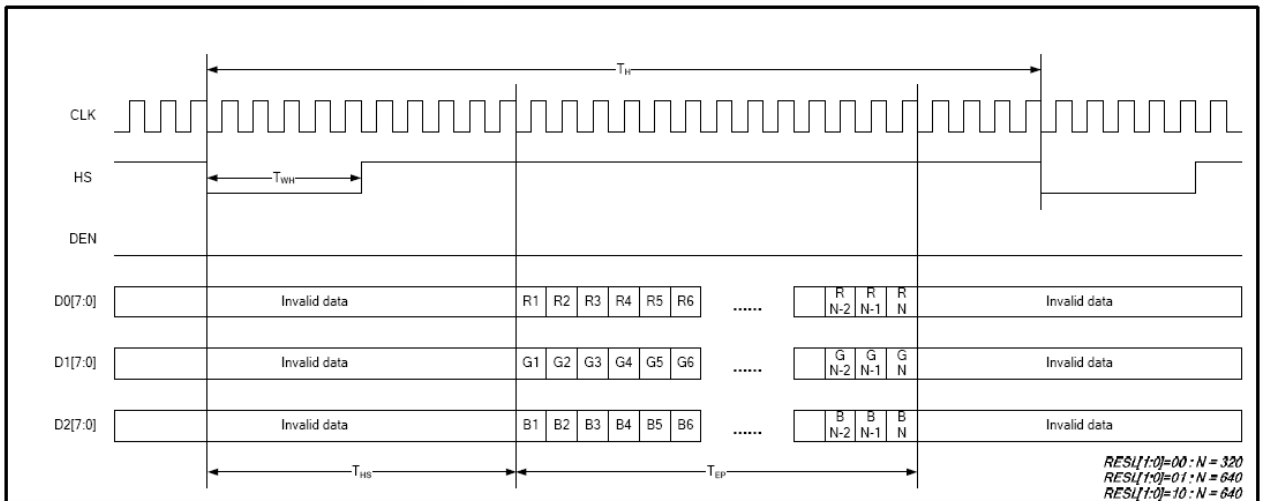 TH
CLK
HS
TWH
DEN
D0[7:0] Invalid data R1 R2 R3 R4 R5 R6 ...... R N-2 R N-1 R N Invalid data
D1[7:0] Invalid data G1 G2 G3 G4 G5 G6 ...... G N-2 G N-1 G N Invalid data
D2[7:0] Invalid data B1 B2 B3 B4 B5 B6 ...... B N-2 B N-1 B N Invalid data
THS TEP
RESL[1:0]=00 : N = 320
RESL[1:0]=01 : N = 640
RESL[1:0]=10 : N = 640